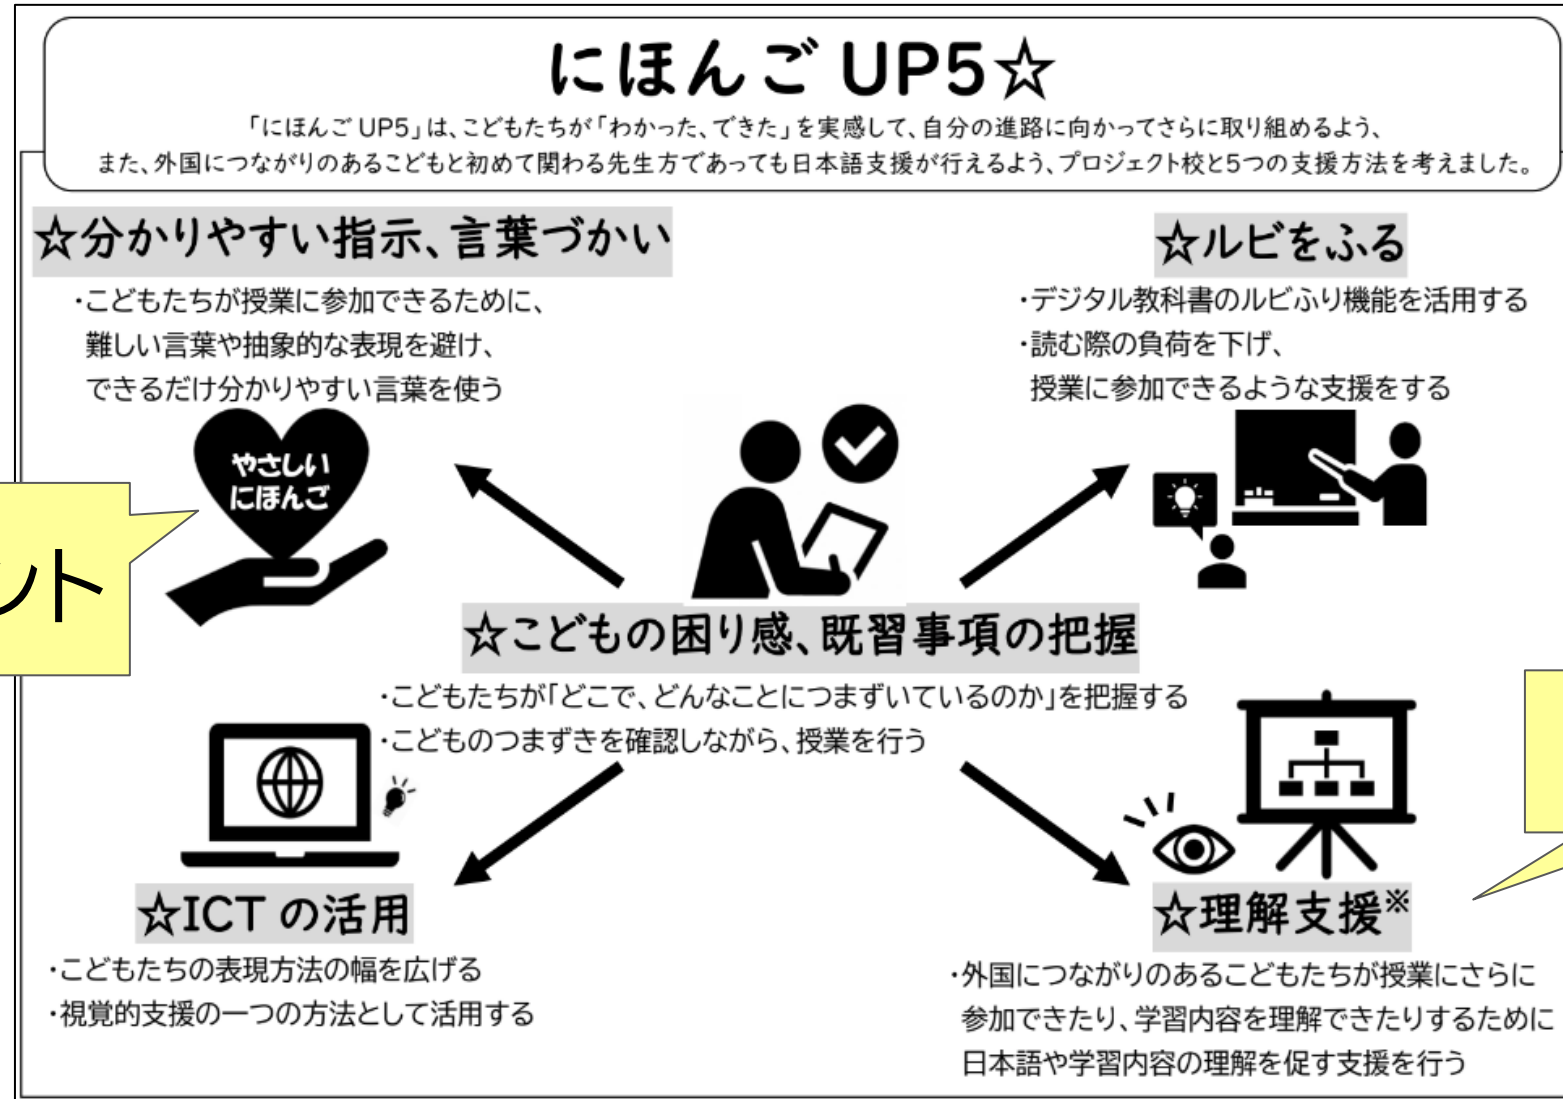 にほんご UP5☆
「にほんご UP5」は、こどもたちが「わかった、できた」を実感して、自分の進路に向かってさらに取り組めるよう、
また、外国につながりのあるこどもと初めて関わる先生方であっても日本語支援が行えるよう、プロジェクト校と5つの支援方法を考えました。
☆分かりやすい指示、言葉づかい
・こどもたちが授業に参加できるために、
難しい言葉や抽象的な表現を避け、
できるだけ分かりやすい言葉を使う
やさしい
にほんご
☆ルビをふる
・デジタル教科書のルビふり機能を活用する
・読む際の負荷を下げ、
授業に参加できるような支援をする
ント
☆こどもの困り感、既習事項の把握
・こどもたちが「どこで、どんなことにつまずいているのか」を把握する
・こどものつまずきを確認しながら、授業を行う
☆ICT の活用
・こどもたちの表現方法の幅を広げる
・視覚的支援の一つの方法として活用する
☆理解支援※
・外国につながりのあるこどもたちが授業にさらに
参加できたり、学習内容を理解できたりするために
日本語や学習内容の理解を促す支援を行う